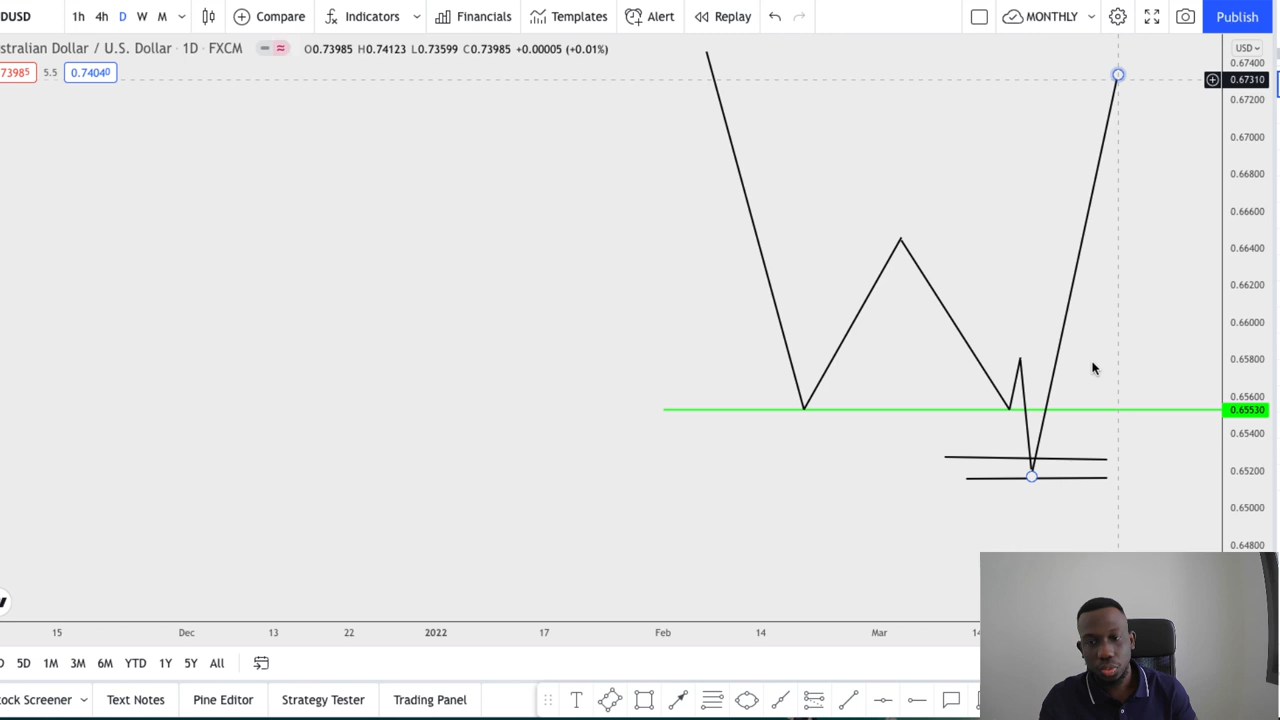 DUSD 1h 4h D W M Compare Indicators Financials Templates Alert Replay MONTHLY Publish
stralian Dollar / U.S. Dollar · 1D · FXCM O0.73985 H0.74123 L0.73599 C0.73985 +0.00005 (+0.01%) USD
73985 5.5 0.74040
0.67400
0.67310
0.67200
0.67000
0.66800
0.66600
0.66400
0.66200
0.66000
0.65800
0.65600
0.65530
0.65400
0.65200
0.65000
0.64800
15 Dec 13 22 2022 17 Feb 14 Mar 14
D 5D 1M 3M 6M YTD 1Y 5Y All
tock Screener Text Notes Pine Editor Strategy Tester Trading Panel